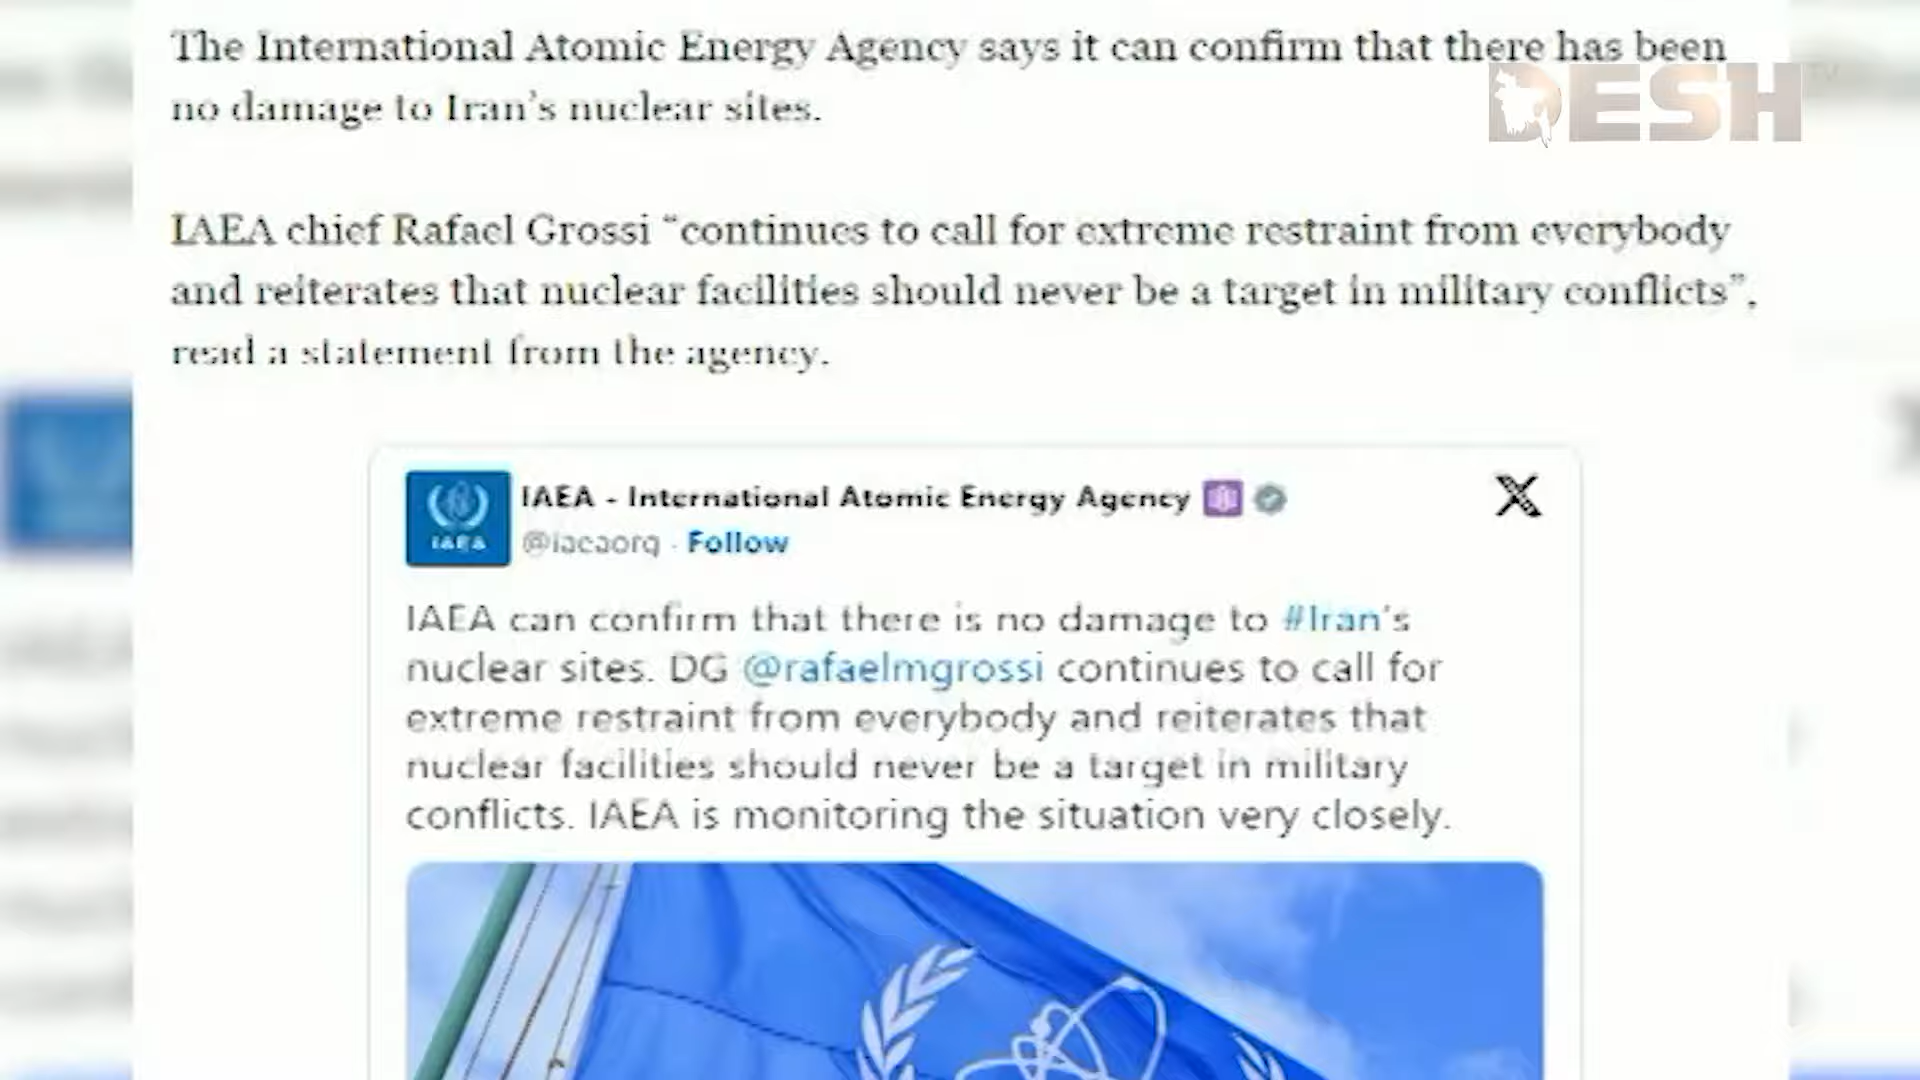 The International Atomic Energy Agency says it can confirm that there has been
no damage to Iran’s nuclear sites.
DESH TV
IAEA chief Rafael Grossi “continues to call for extreme restraint from everybody
and reiterates that nuclear facilities should never be a target in military conflicts”,
read a statement from the agency.
IAEA - International Atomic Energy Agency
IAEA
@iaeaorg · Follow
IAEA can confirm that there is no damage to #Iran’s
nuclear sites. DG @rafaelmgrossi continues to call for
extreme restraint from everybody and reiterates that
nuclear facilities should never be a target in military
conflicts. IAEA is monitoring the situation very closely.